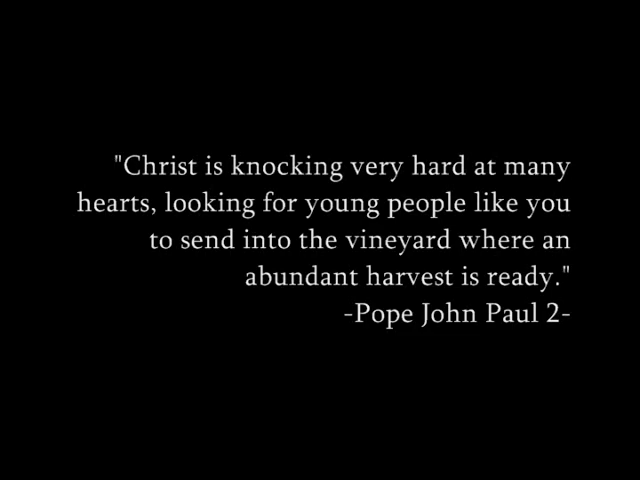 "Christ is knocking very hard at many
hearts, looking for young people like you
to send into the vineyard where an
abundant harvest is ready."
-Pope John Paul 2-